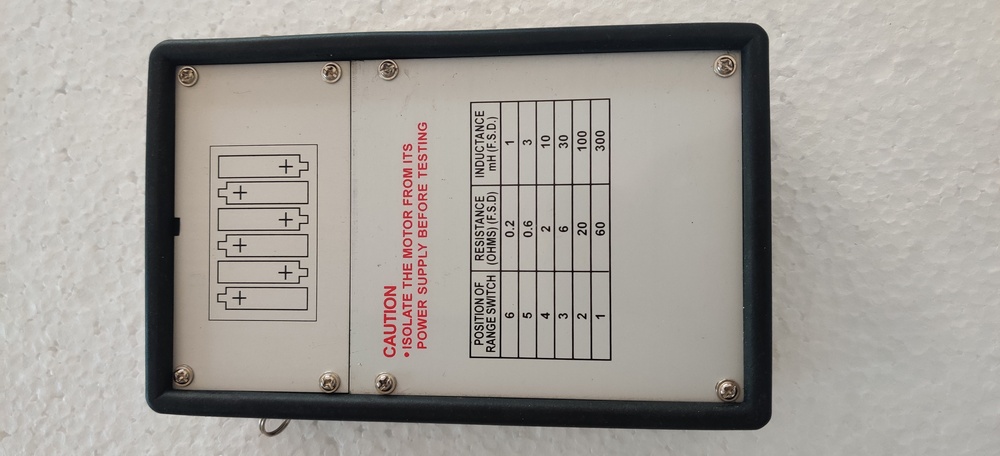 + + + + + +
CAUTION
• ISOLATE THE MOTOR FROM ITS
POWER SUPPLY BEFORE TESTING
POSITION OF RANGE SWITCH RESISTANCE (OHMS) (F.S.D) INDUCTANCE mH (F.S.D.)
6 0.2 1
5 0.6 3
4 2 10
3 6 30
2 20 100
1 60 300